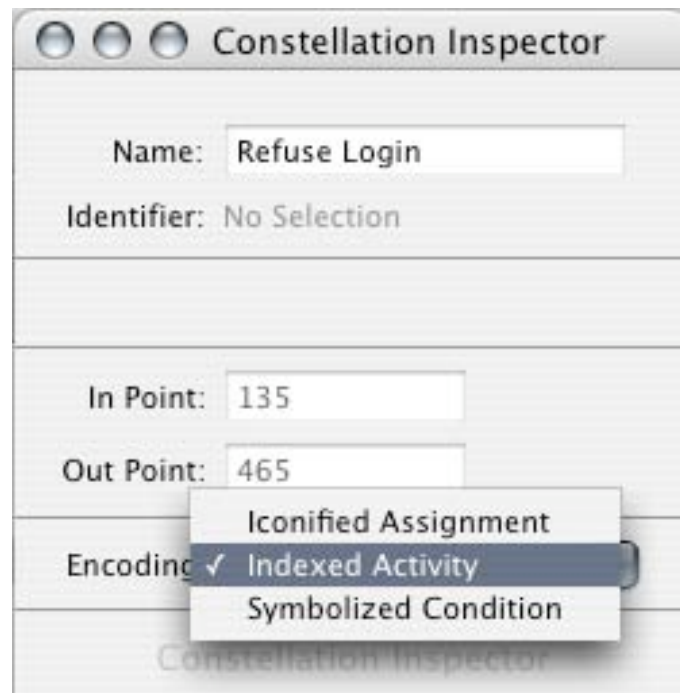 Constellation Inspector
Name: Refuse Login
Identifier: No Selection
In Point: 135
Out Point: 465
Iconified Assignment
Encoding ✓ Indexed Activity
Symbolized Condition
Constellation Inspector